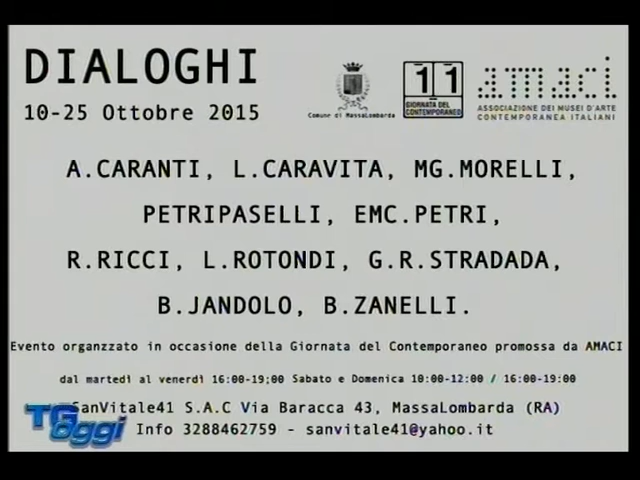 DIALOGHI
10-25 Ottobre 2015
Comune di MassaLombarda
11
GIORNATA DEL
CONTEMPORANEO
amaci
ASSOCIAZIONE DEI MUSEI D'ARTE
CONTEMPORANEA ITALIANI
A.CARANTI, L.CARAVITA, MG.MORELLI,
PETRIPASELLI, EMC.PETRI,
R.RICCI, L.ROTONDI, G.R.STRADADA,
B.JANDOLO, B.ZANELLI.
Evento organzzato in occasione della Giornata del Contemporaneo promossa da AMACI
dal martedì al venerdì 16:00-19;00 Sabato e Domenica 10:00-12:00 / 16:00-19:00
SanVitale41 S.A.C Via Baracca 43, MassaLombarda (RA)
Info 3288462759 - sanvitale41@yahoo.it
TG oggi